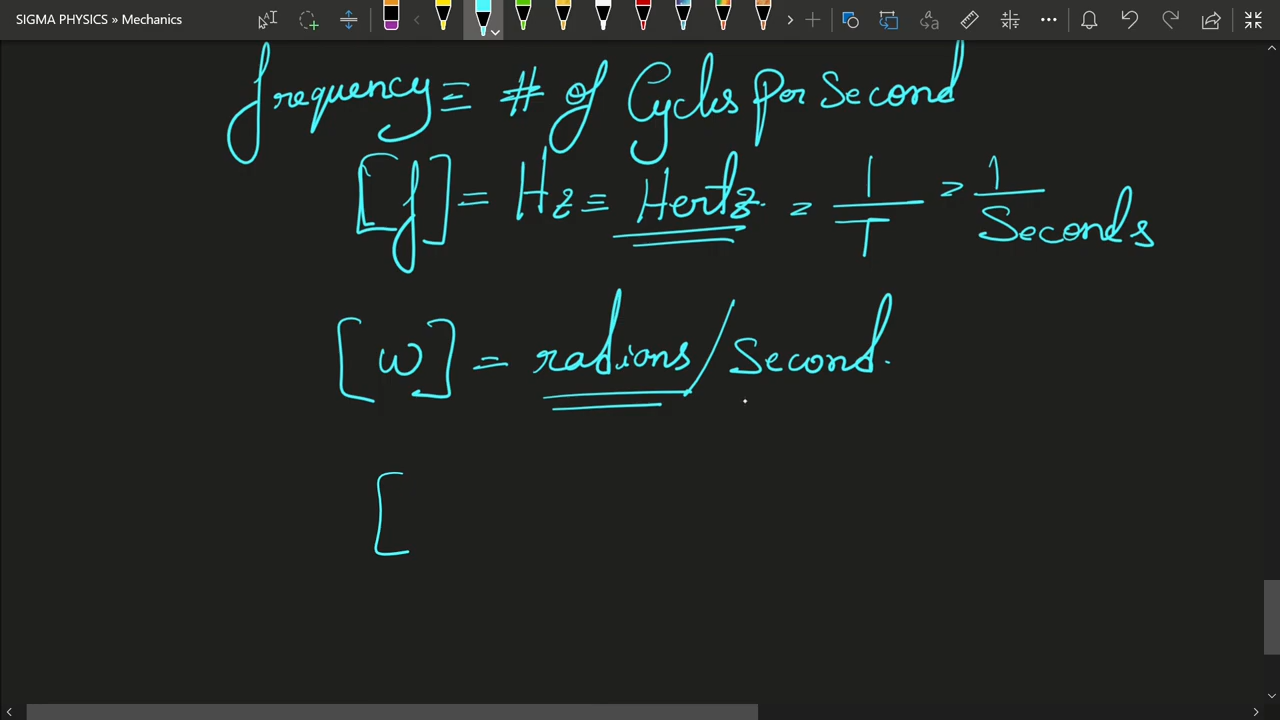 SIGMA PHYSICS » Mechanics
frequency ≡ # of Cycles Per Second
[f] = Hz ≡ Hertz. = 1/T = 1/Seconds
[ω] = radians/Second.
[